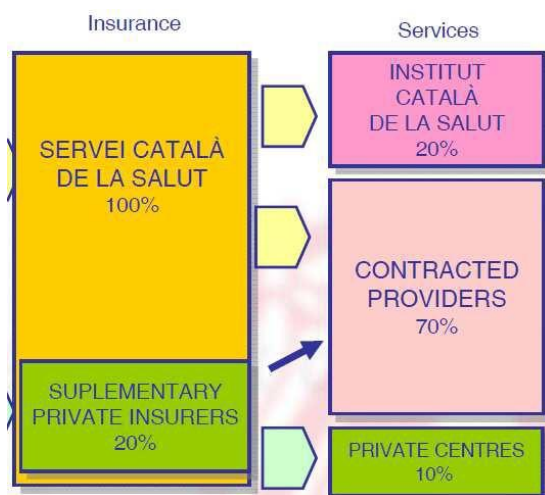 Insurance
SERVEI CATALÀ
DE LA SALUT
100%
SUPLEMENTARY
PRIVATE INSURERS
20%
Services
INSTITUT
CATALÀ
DE LA SALUT
20%
CONTRACTED
PROVIDERS
70%
PRIVATE CENTRES
10%